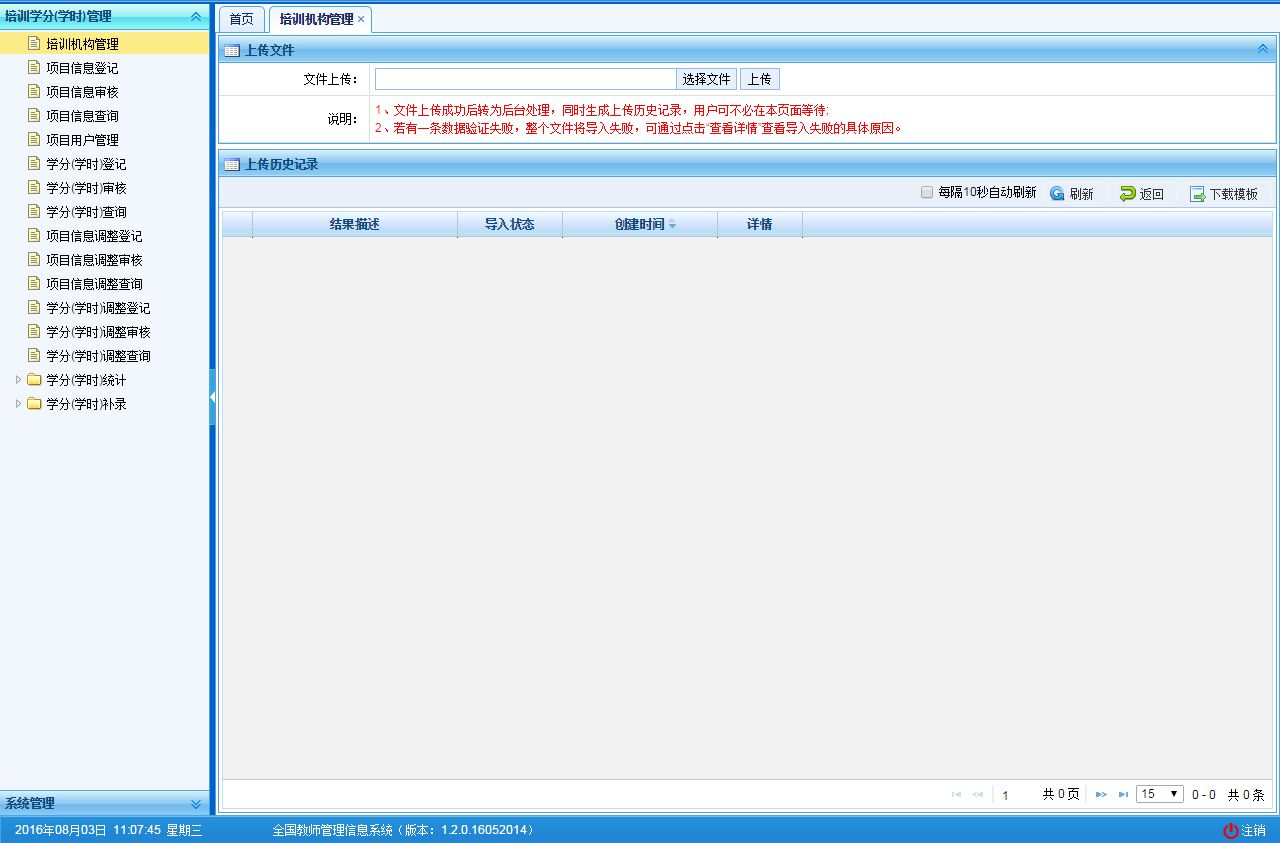 培训学分(学时)管理
培训机构管理
项目信息登记
项目信息审核
项目信息查询
项目用户管理
学分(学时)登记
学分(学时)审核
学分(学时)查询
项目信息调整登记
项目信息调整审核
项目信息调整查询
学分(学时)调整登记
学分(学时)调整审核
学分(学时)调整查询
学分(学时)统计
学分(学时)补录
系统管理
首页 培训机构管理 ×
上传文件
文件上传： 选择文件 上传
说明：
1、文件上传成功后转为后台处理，同时生成上传历史记录，用户可不必在本页面等待;
2、若有一条数据验证失败，整个文件将导入失败，可通过点击“查看详情”查看导入失败的具体原因。
上传历史记录
每隔10秒自动刷新 刷新 返回 下载模板
结果描述 导入状态 创建时间 详情
1 共 0 页 15 0 - 0 共 0 条
2016年08月03日 11:07:45 星期三 全国教师管理信息系统（版本：1.2.0.16052014） 注销